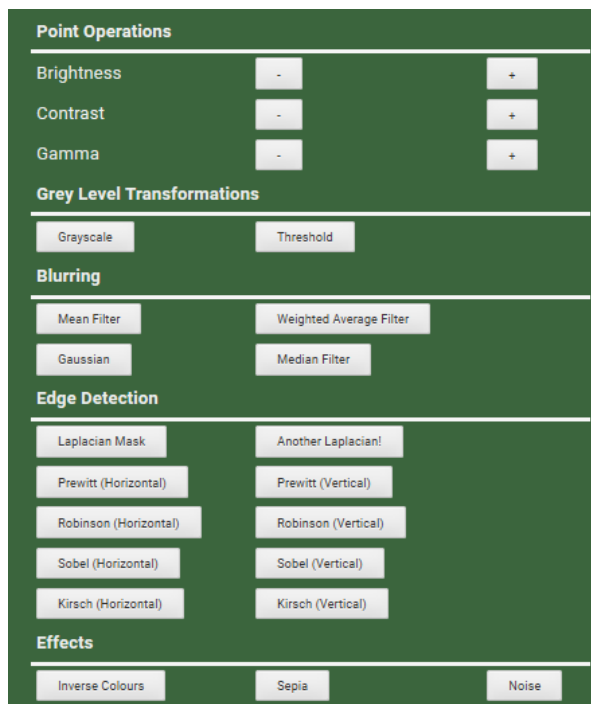 Point Operations
Brightness - +
Contrast - +
Gamma - +
Grey Level Transformations
Grayscale Threshold
Blurring
Mean Filter Weighted Average Filter
Gaussian Median Filter
Edge Detection
Laplacian Mask Another Laplacian!
Prewitt (Horizontal) Prewitt (Vertical)
Robinson (Horizontal) Robinson (Vertical)
Sobel (Horizontal) Sobel (Vertical)
Kirsch (Horizontal) Kirsch (Vertical)
Effects
Inverse Colours Sepia Noise